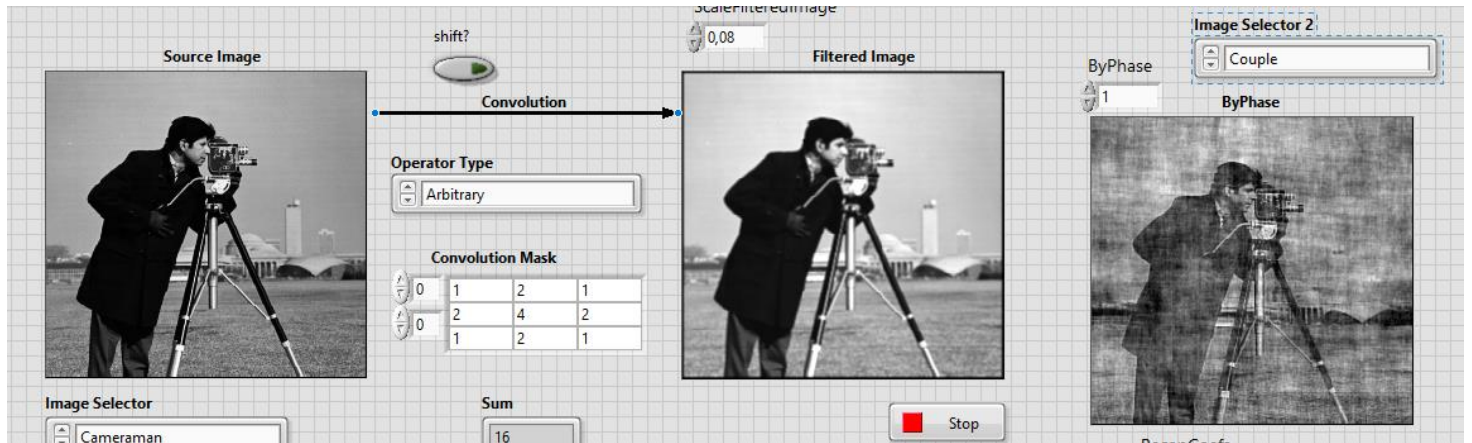 shift?
ScaleFilteredImage
0,08
Image Selector 2
Couple
Source Image
Filtered Image
ByPhase
1
ByPhase
Convolution
Operator Type
Arbitrary
Convolution Mask
0 1 2 1
0 2 4 2
1 2 1
Image Selector
Cameraman
Sum
16
Stop